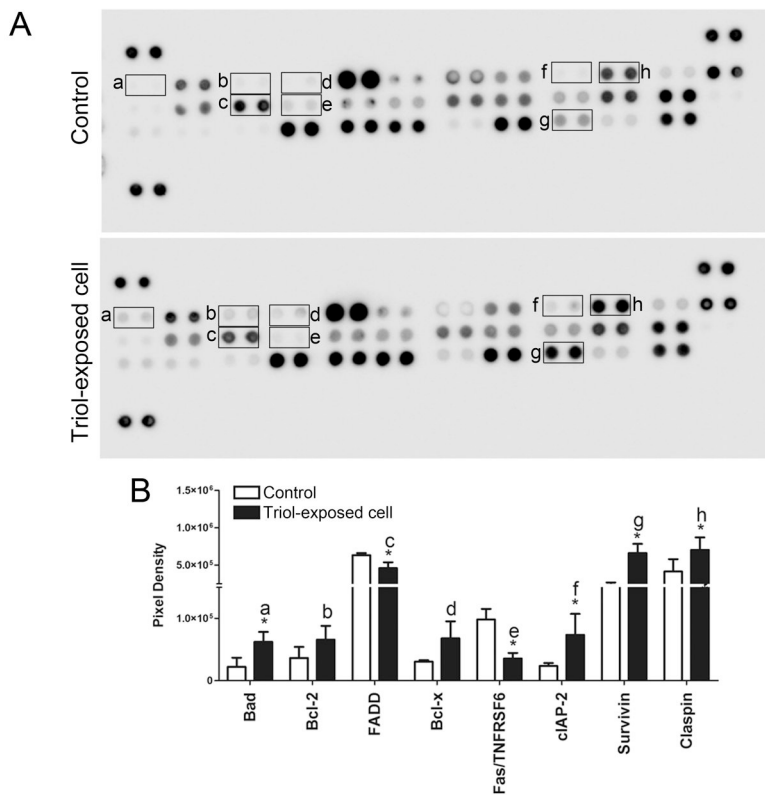 A
Control
a
b
c
d
e
f
g
h
Triol-exposed cell
a
b
c
d
e
f
g
h
B
Control
Triol-exposed cell
Pixel Density
1.5×10⁶
1.0×10⁶
5.0×10⁵
1.0×10⁵
0
a
*
b
c
*
d
e
*
f
*
g
*
h
*
Bad
Bcl-2
FADD
Bcl-x
Fas/TNFRSF6
cIAP-2
Survivin
Claspin